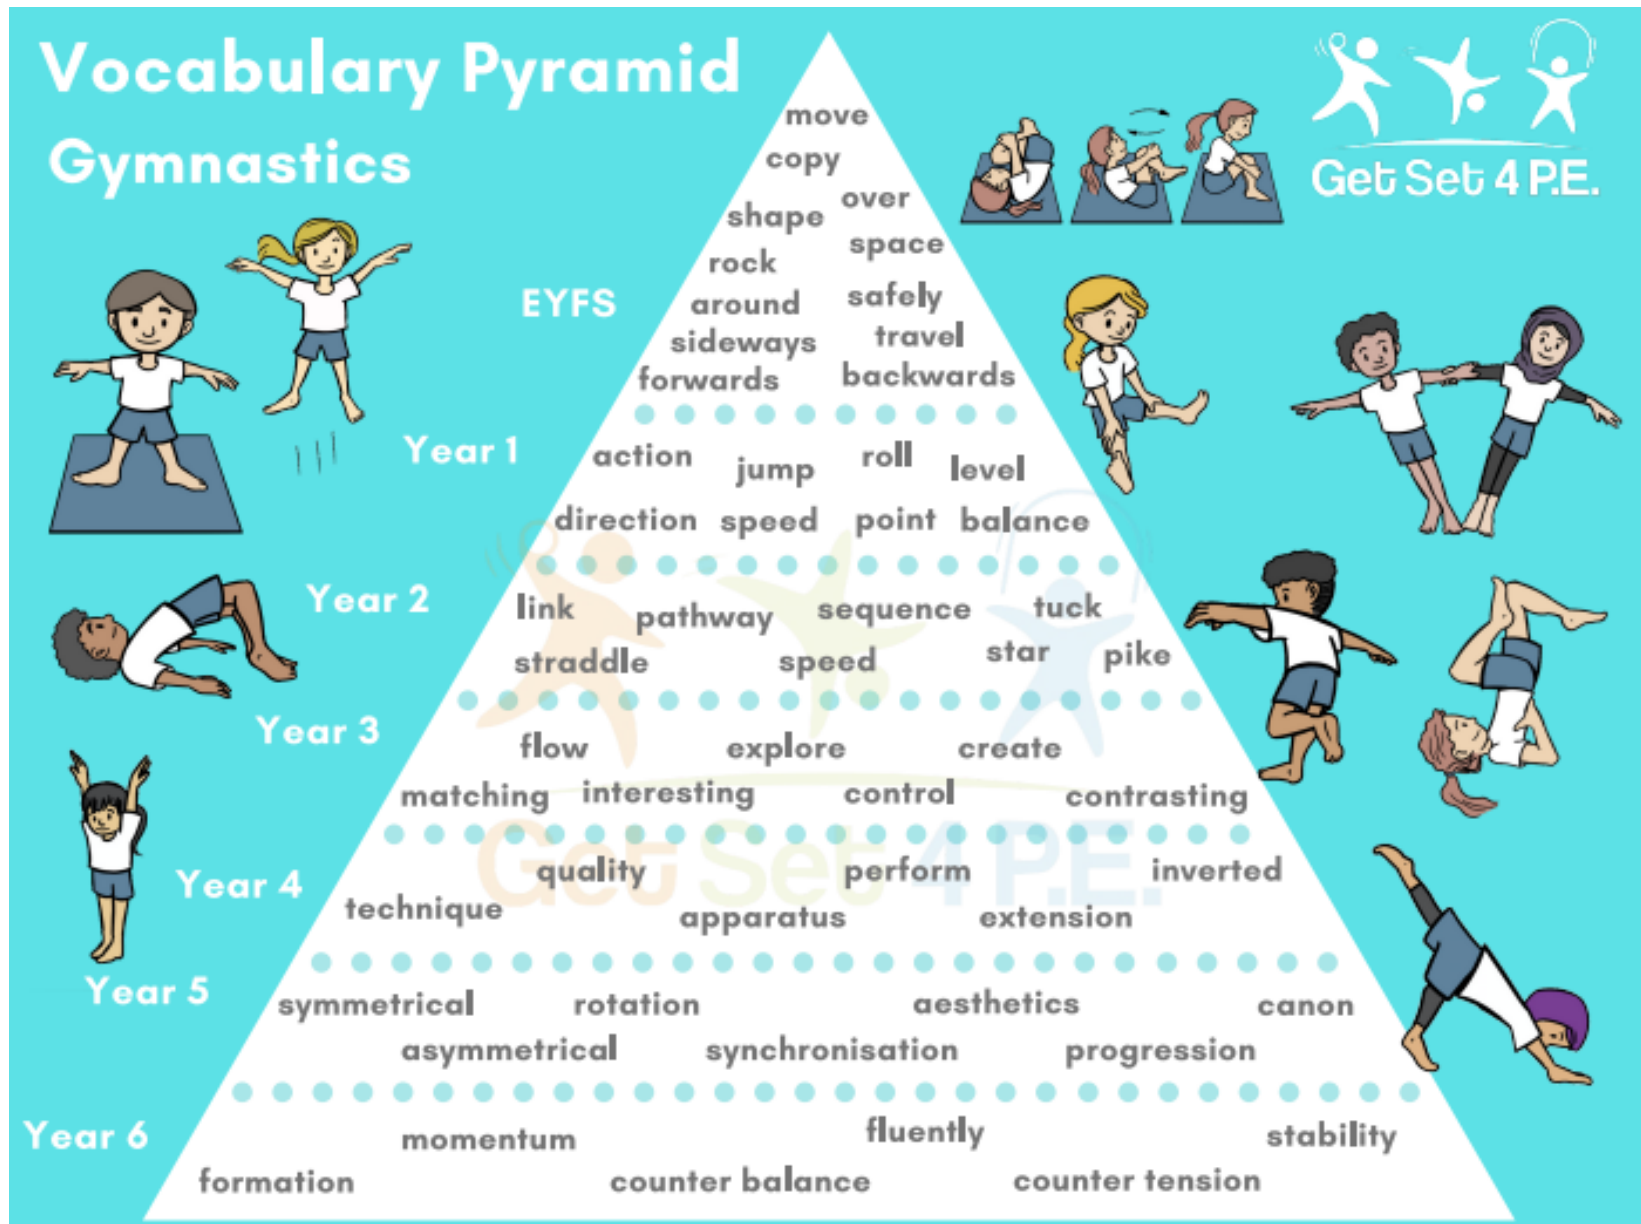 Vocabulary Pyramid
Gymnastics
Get Set 4 P.E.
EYFS
move
copy
over
shape
space
rock
safely
around
travel
sideways
backwards
forwards
Year 1
action jump roll level
direction speed point balance
Year 2
link pathway sequence tuck
straddle speed star pike
Year 3
flow explore create
matching interesting control contrasting
Get Set 4 P.E.
Year 4
quality perform inverted
technique apparatus extension
Year 5
symmetrical rotation aesthetics canon
asymmetrical synchronisation progression
Year 6
momentum fluently stability
formation counter balance counter tension